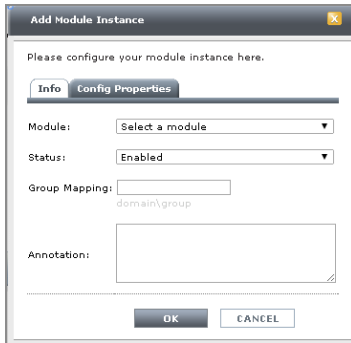 Add Module Instance
Please configure your module instance here.
Info Config Properties
Module: Select a module
Status: Enabled
Group Mapping:
domain\group
Annotation:
OK CANCEL